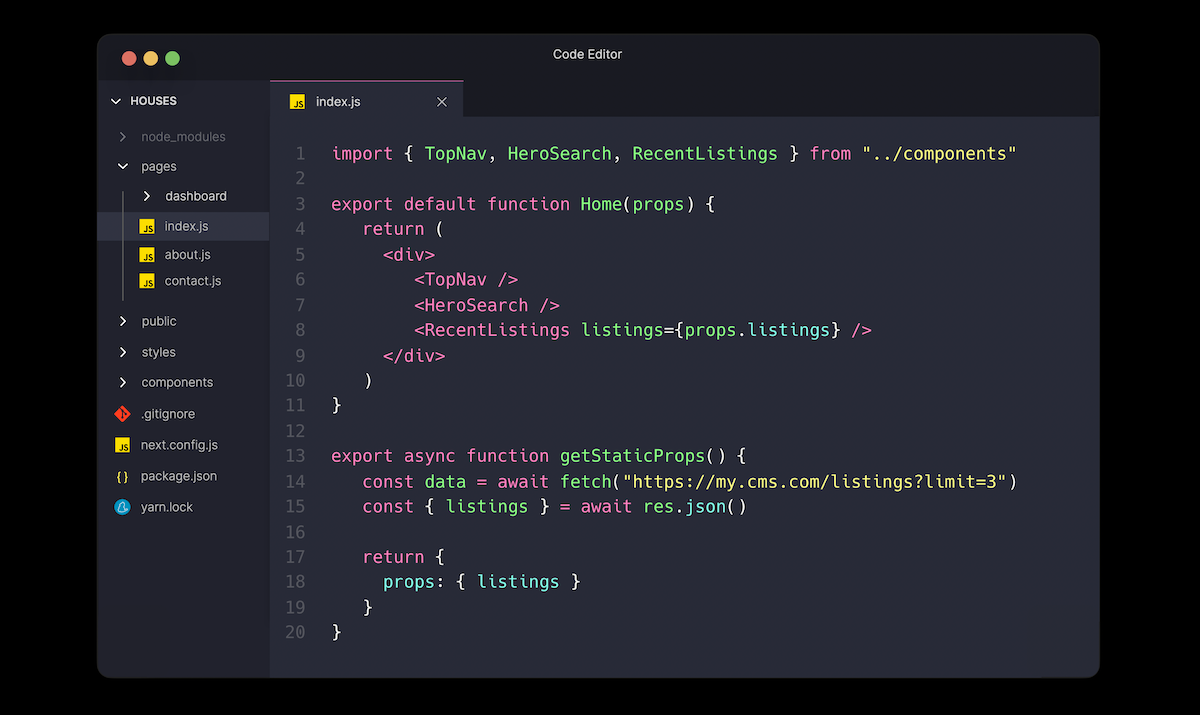 Code Editor
HOUSES
node_modules
pages
dashboard
JS index.js
JS about.js
JS contact.js
public
styles
components
.gitignore
JS next.config.js
{} package.json
yarn.lock
JS index.js
1 import { TopNav, HeroSearch, RecentListings } from "../components"
2
3 export default function Home(props) {
4    return (
5      <div>
6         <TopNav />
7         <HeroSearch />
8         <RecentListings listings={props.listings} />
9      </div>
10    )
11 }
12
13 export async function getStaticProps() {
14    const data = await fetch("https://my.cms.com/listings?limit=3")
15    const { listings } = await res.json()
16
17    return {
18      props: { listings }
19    }
20 }